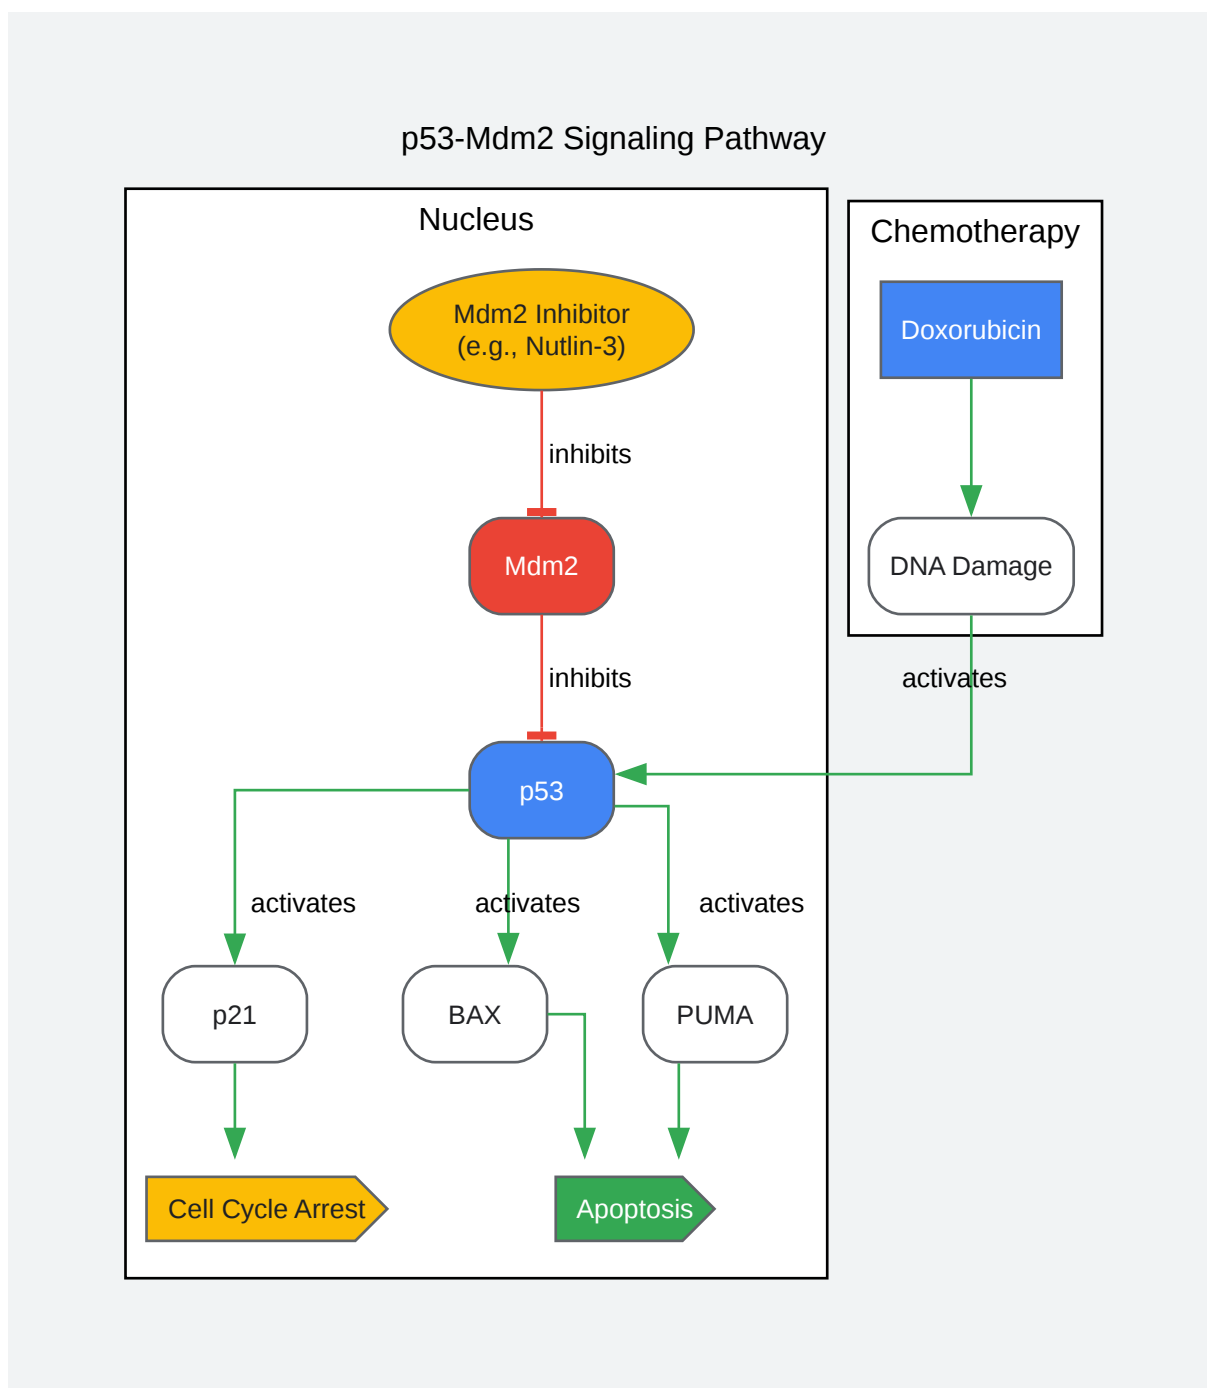 p53-Mdm2 Signaling Pathway
Nucleus
Chemotherapy
Mdm2 Inhibitor
(e.g., Nutlin-3)
Doxorubicin
inhibits
Mdm2
DNA Damage
inhibits
activates
p53
activates
activates
activates
p21
BAX
PUMA
Cell Cycle Arrest
Apoptosis